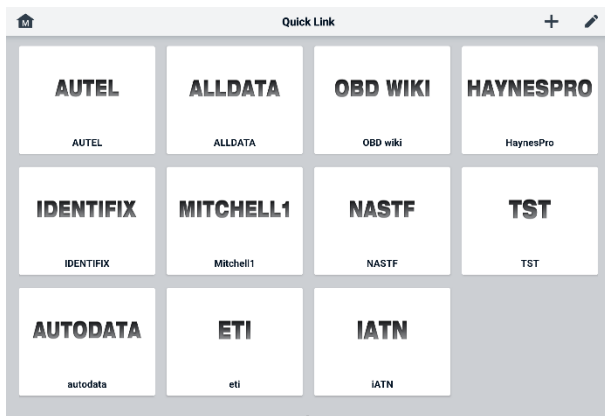 M
Quick Link
AUTEL
ALLDATA
OBD WIKI
HAYNESPRO
AUTEL
ALLDATA
OBD wiki
HaynesPro
IDENTIFIX
MITCHELL1
NASTF
TST
IDENTIFIX
Mitchell1
NASTF
TST
AUTODATA
ETI
IATN
autodata
eti
iATN